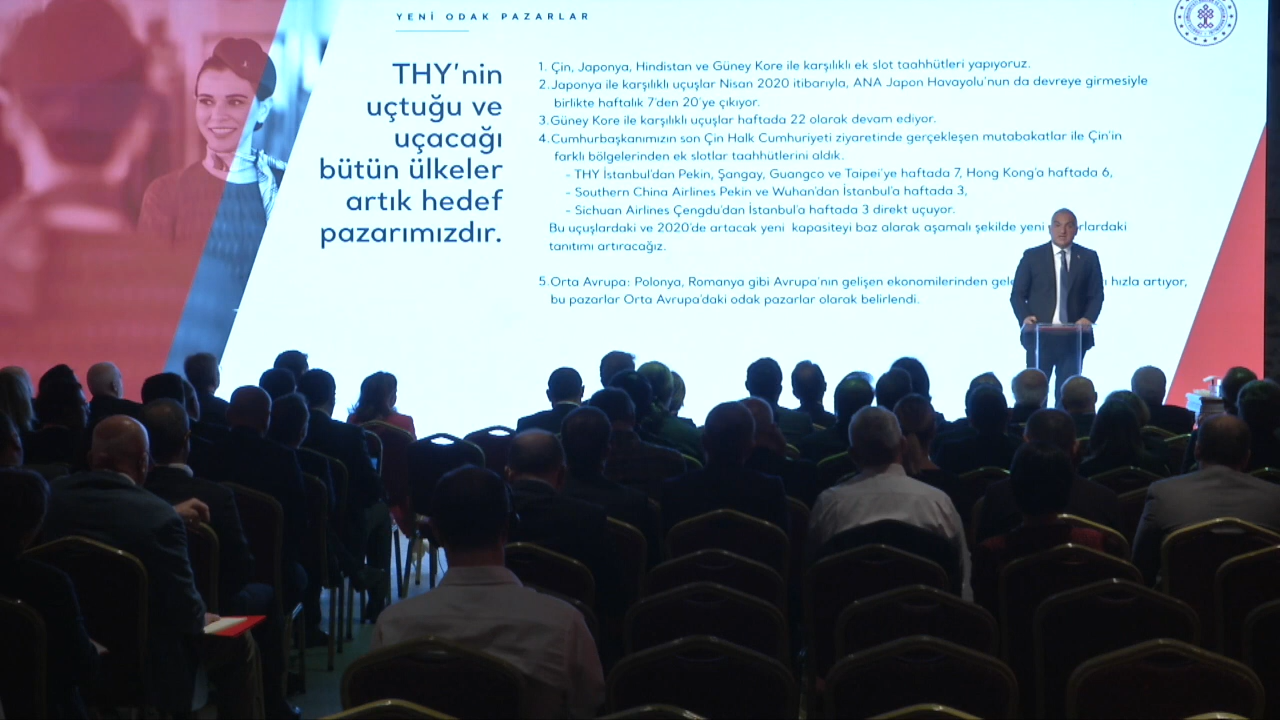 YENİ ODAK PAZARLAR
THY'nin
uçtuğu ve
uçacağı
bütün ülkeler
artık hedef
pazarımızdır.
1. Çin, Japonya, Hindistan ve Güney Kore ile karşılıklı ek slot taahhütleri yapıyoruz.
2. Japonya ile karşılıklı uçuşlar Nisan 2020 itibarıyla, ANA Japon Havayolu'nun da devreye girmesiyle
birlikte haftalık 7'den 20'ye çıkıyor.
3. Güney Kore ile karşılıklı uçuşlar haftada 22 olarak devam ediyor.
4. Cumhurbaşkanımızın son Çin Halk Cumhuriyeti ziyaretinde gerçekleşen mutabakatlar ile Çin'in
farklı bölgelerinden ek slotlar taahhütlerini aldık.
- THY İstanbul'dan Pekin, Şangay, Guangco ve Taipei'ye haftada 7, Hong Kong'a haftada 6,
- Southern China Airlines Pekin ve Wuhan'dan İstanbul'a haftada 3,
- Sichuan Airlines Çengdu'dan İstanbul'a haftada 3 direkt uçuyor.
Bu uçuşlardaki ve 2020'de artacak yeni kapasiteyi baz alarak aşamalı şekilde yeni
tanıtımı artıracağız.
5. Orta Avrupa: Polonya, Romanya gibi Avrupa'nın gelişen ekonomilerinden hızla artıyor,
bu pazarlar Orta Avrupa'daki odak pazarlar olarak belirlendi.